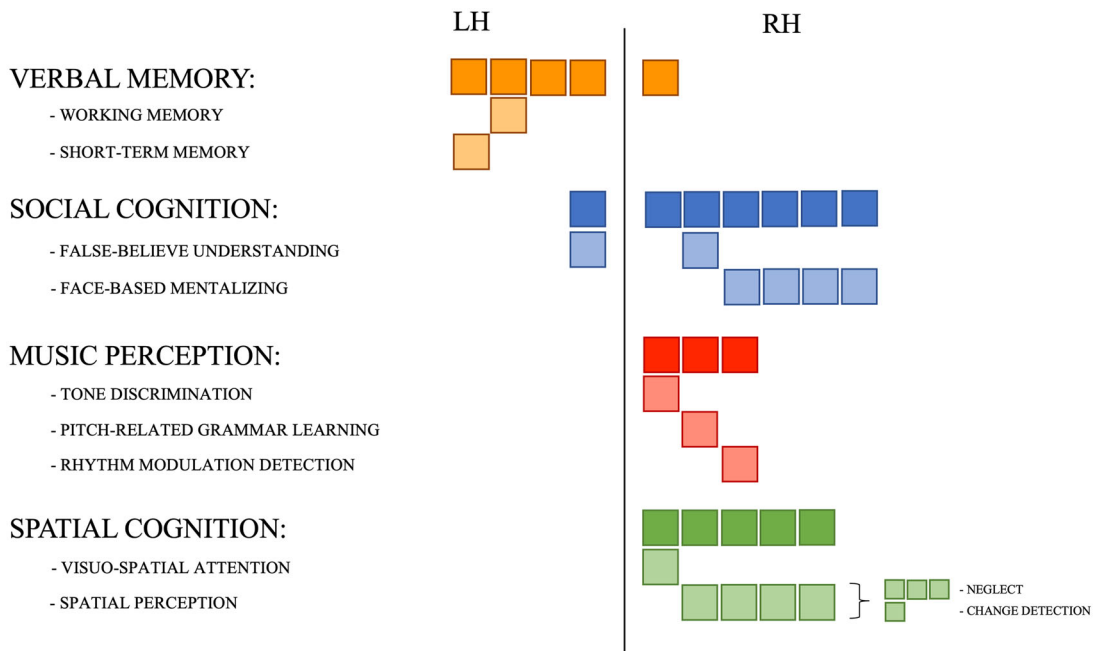 LH RH
VERBAL MEMORY:
- WORKING MEMORY
- SHORT-TERM MEMORY
SOCIAL COGNITION:
- FALSE-BELIEVE UNDERSTANDING
- FACE-BASED MENTALIZING
MUSIC PERCEPTION:
- TONE DISCRIMINATION
- PITCH-RELATED GRAMMAR LEARNING
- RHYTHM MODULATION DETECTION
SPATIAL COGNITION:
- VISUO-SPATIAL ATTENTION
- SPATIAL PERCEPTION
- NEGLECT
- CHANGE DETECTION